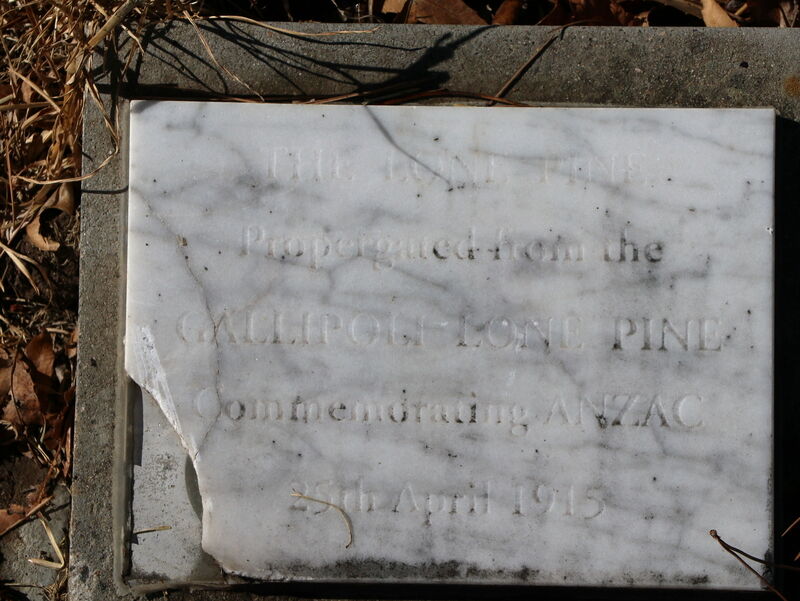 THE LONE PINE
Propergated from the
GALLIPOLI LONE PINE
Commemorating ANZAC
25th April 1915